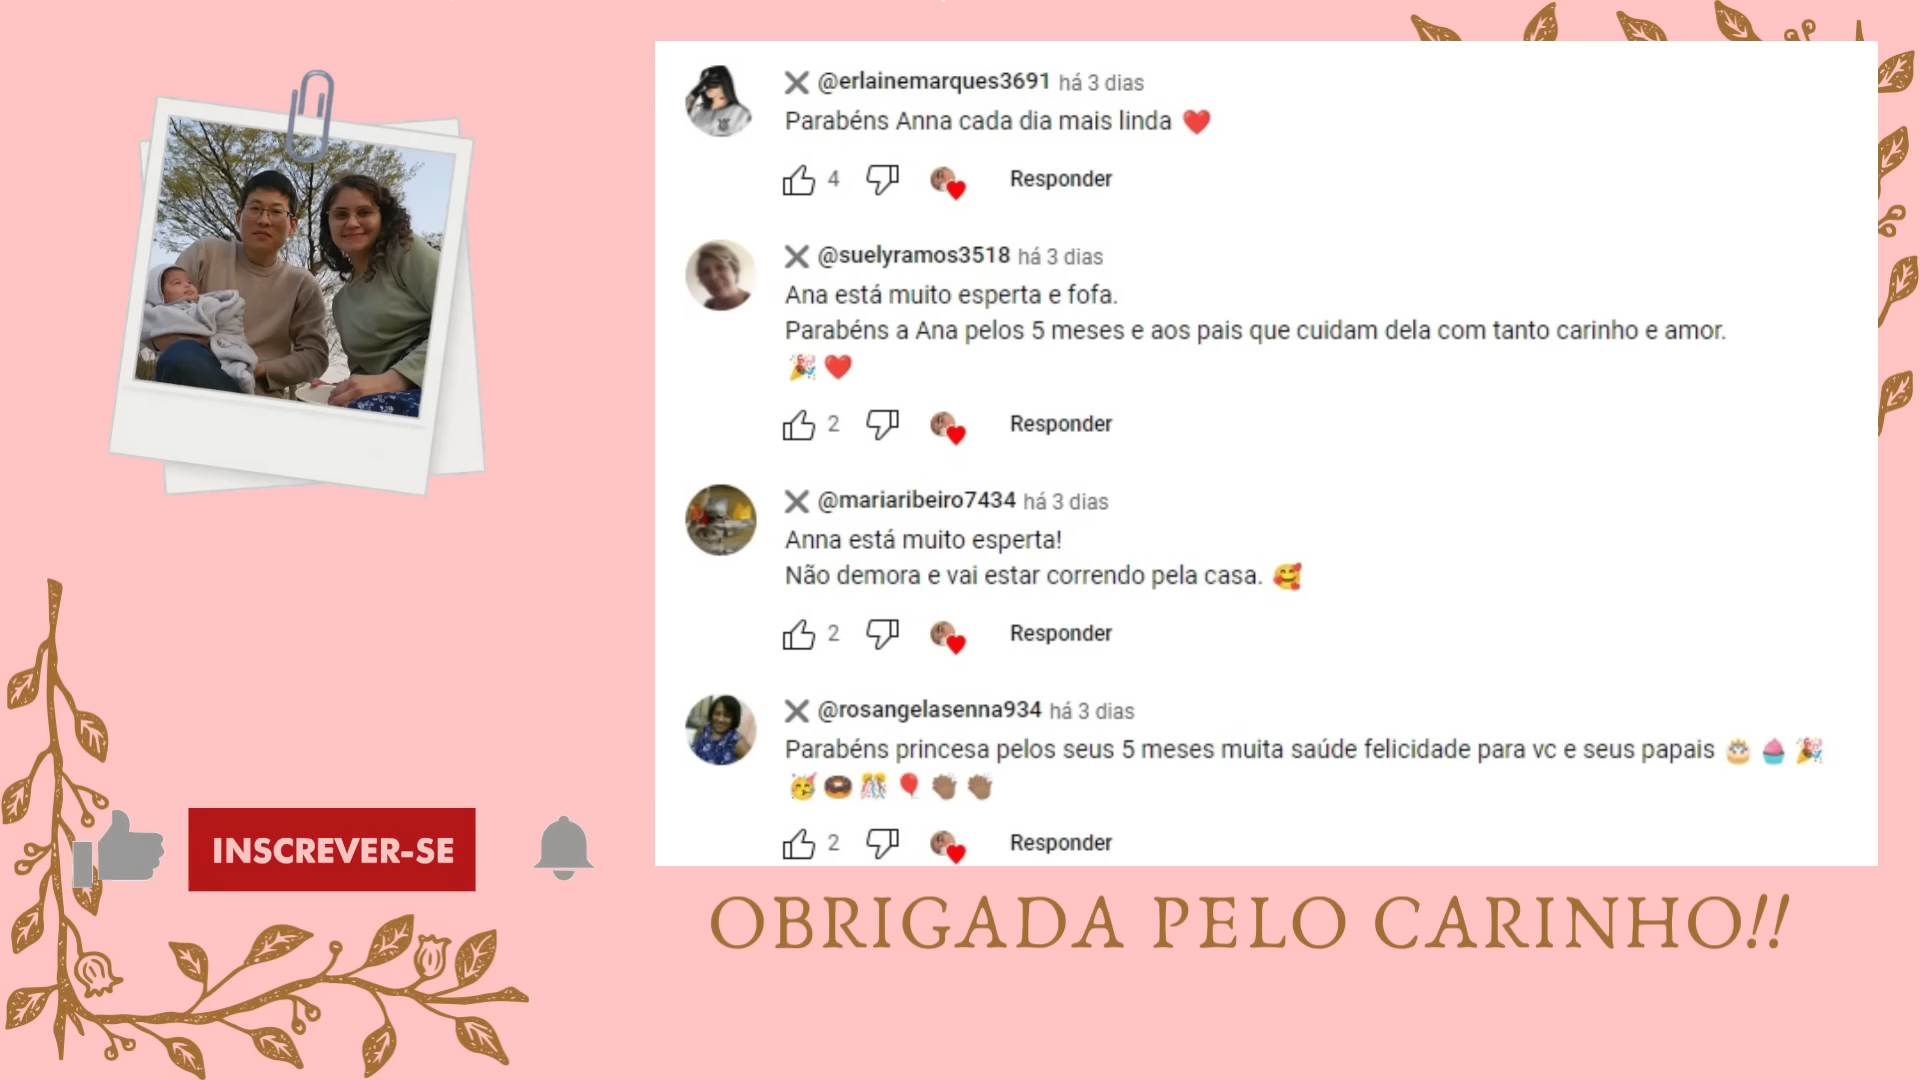 @erlainemarques3691 há 3 dias
Parabéns Anna cada dia mais linda ❤️
4 Responder
@suelyramos3518 há 3 dias
Ana está muito esperta e fofa.
Parabéns a Ana pelos 5 meses e aos pais que cuidam dela com tanto carinho e amor.
🎉❤️
2 Responder
@mariaribeiro7434 há 3 dias
Anna está muito esperta!
Não demora e vai estar correndo pela casa. 🥰
2 Responder
@rosangelasenna934 há 3 dias
Parabéns princesa pelos seus 5 meses muita saúde felicidade para vc e seus papais 🎂🧁🎉
🥳🍩🎊🎈👏🏾👏🏾
2 Responder
INSCREVER-SE
OBRIGADA PELO CARINHO!!